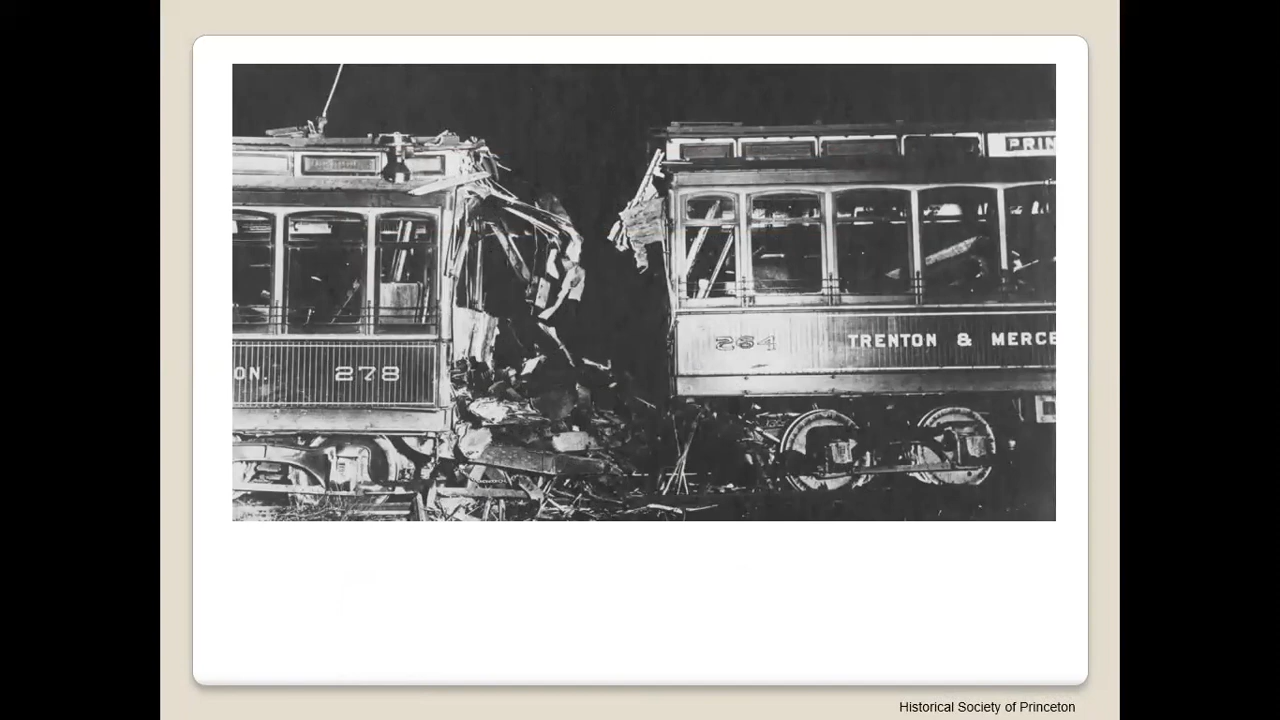 PRIN
ON. 278
264 TRENTON & MERCE
Historical Society of Princeton